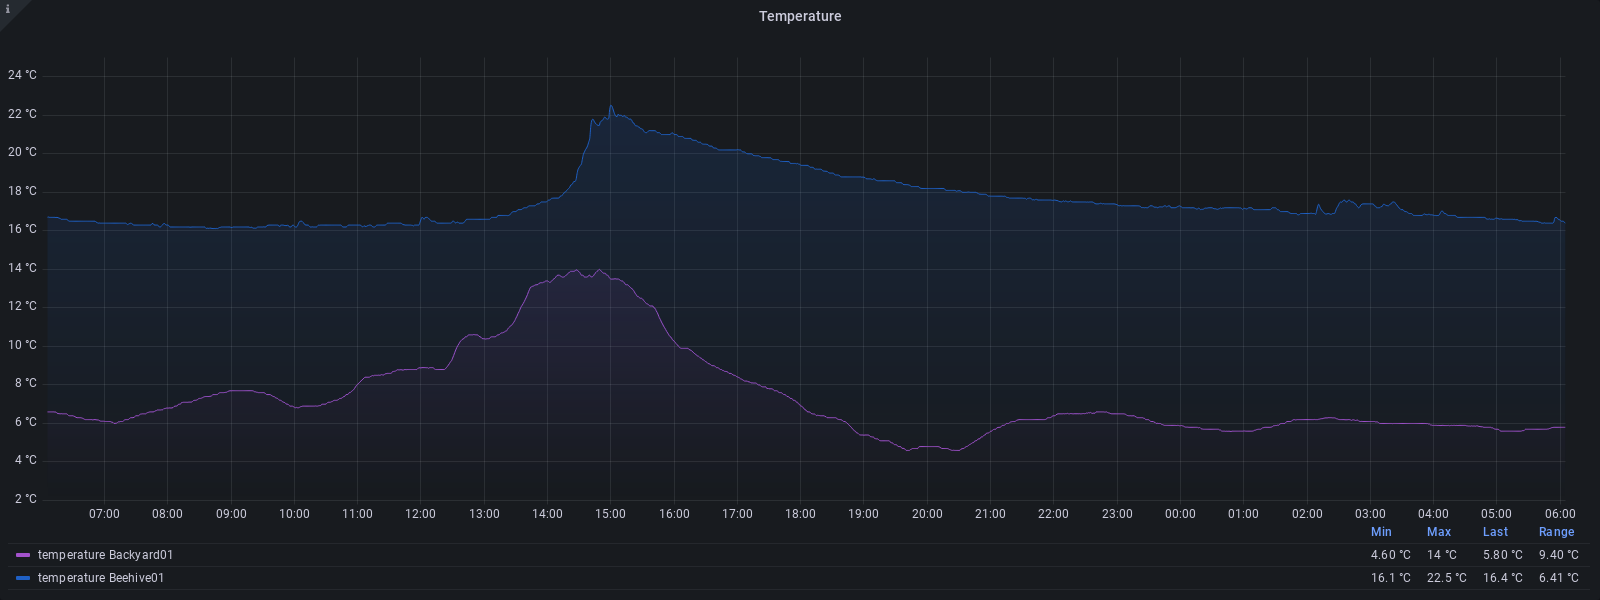 i
Temperature
24 °C
22 °C
20 °C
18 °C
16 °C
14 °C
12 °C
10 °C
8 °C
6 °C
4 °C
2 °C
07:00 08:00 09:00 10:00 11:00 12:00 13:00 14:00 15:00 16:00 17:00 18:00 19:00 20:00 21:00 22:00 23:00 00:00 01:00 02:00 03:00 04:00 05:00 06:00
Min Max Last Range
temperature Backyard01 4.60 °C 14 °C 5.80 °C 9.40 °C
temperature Beehive01 16.1 °C 22.5 °C 16.4 °C 6.41 °C